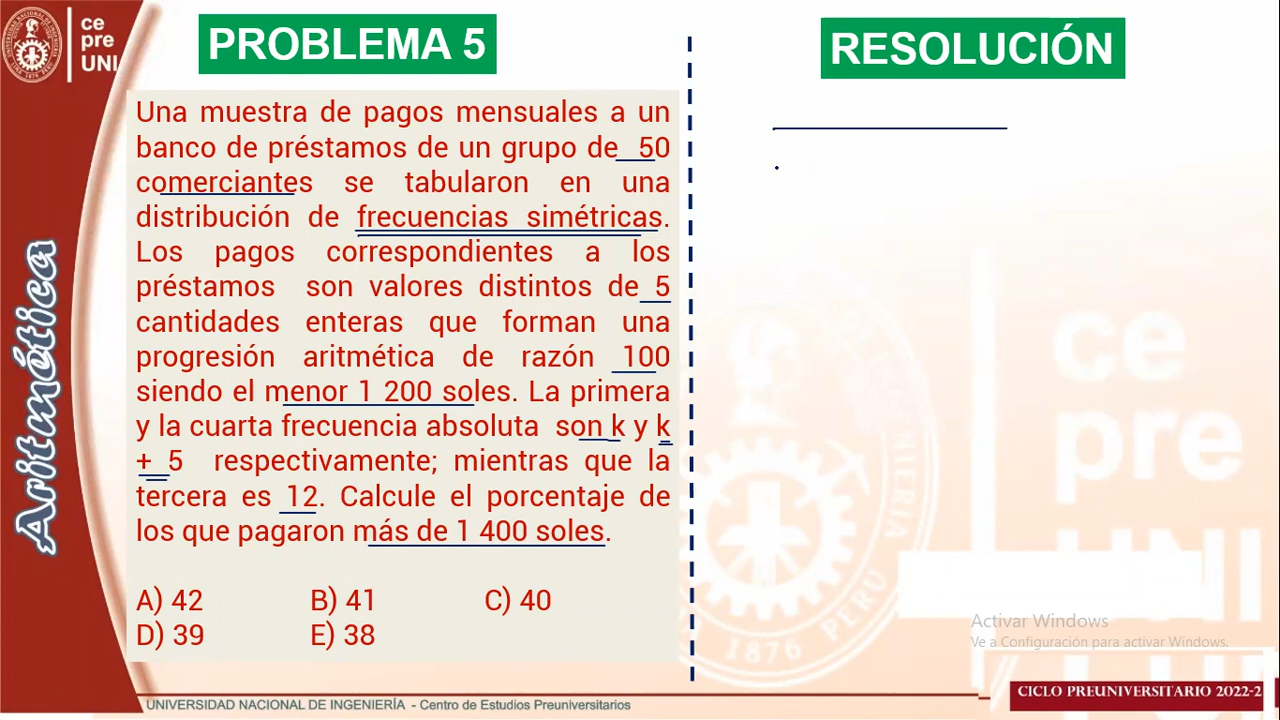 ce
pre
UNI
PROBLEMA 5
Una muestra de pagos mensuales a un
banco de préstamos de un grupo de 50
comerciantes se tabularon en una
distribución de frecuencias simétricas.
Los pagos correspondientes a los
préstamos son valores distintos de 5
cantidades enteras que forman una
progresión aritmética de razón 100
siendo el menor 1 200 soles. La primera
y la cuarta frecuencia absoluta son k y k
+ 5 respectivamente; mientras que la
tercera es 12. Calcule el porcentaje de
los que pagaron más de 1 400 soles.
A) 42 B) 41 C) 40
D) 39 E) 38
RESOLUCIÓN
Aritmética
ce
pre
UNI
1876
PERU
Activar Windows
Ve a Configuración para activar Windows.
UNIVERSIDAD NACIONAL DE INGENIERÍA - Centro de Estudios Preuniversitarios
CICLO PREUNIVERSITARIO 2022-2